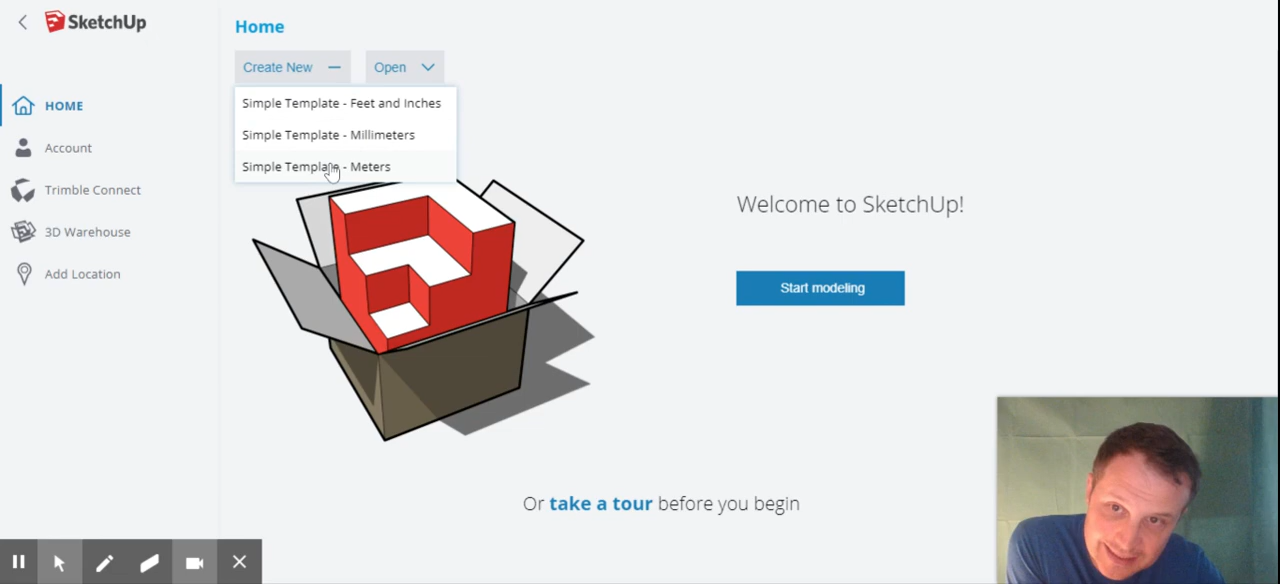 SketchUp
Home
Create New
Open
Simple Template - Feet and Inches
Simple Template - Millimeters
Simple Template - Meters
HOME
Account
Trimble Connect
3D Warehouse
Add Location
Welcome to SketchUp!
Start modeling
Or take a tour before you begin